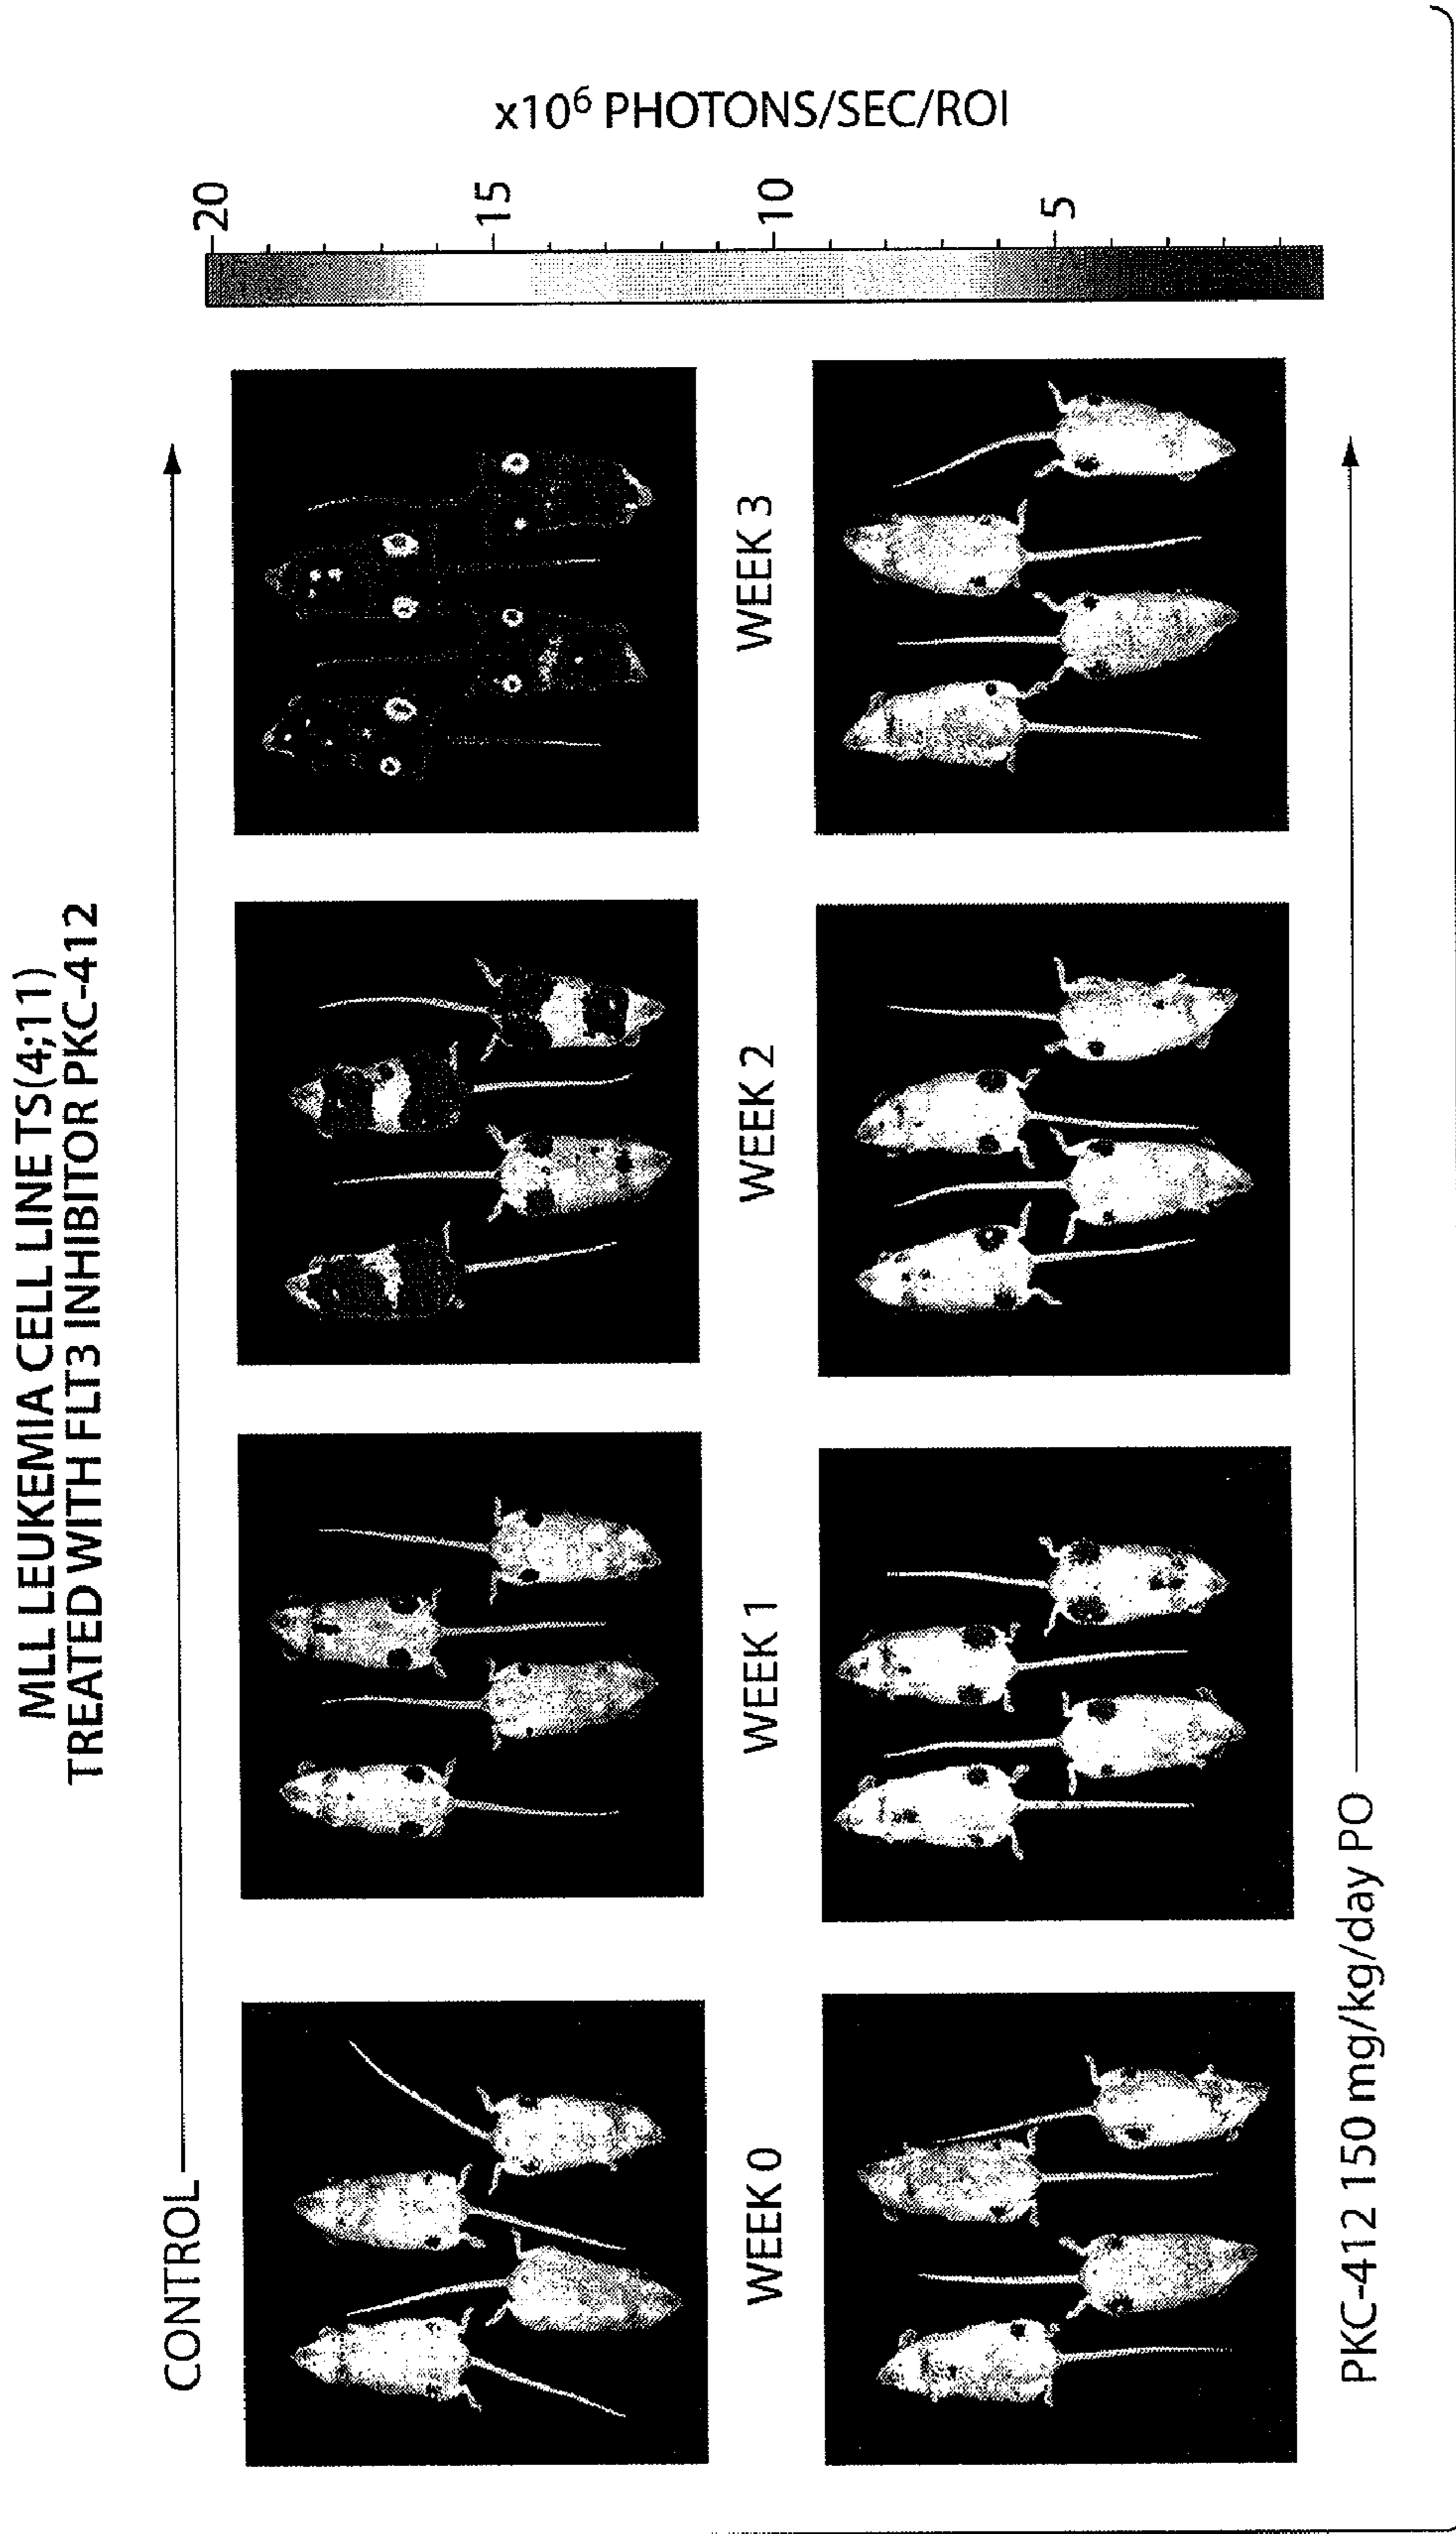 MLL LEUKEMIA CELL LINE TS(4;11)
TREATED WITH FLT3 INHIBITOR PKC-412
CONTROL
WEEK 0
WEEK 1
WEEK 2
WEEK 3
PKC-412 150 mg/kg/day PO
20
15
10
5
x10⁶ PHOTONS/SEC/ROI